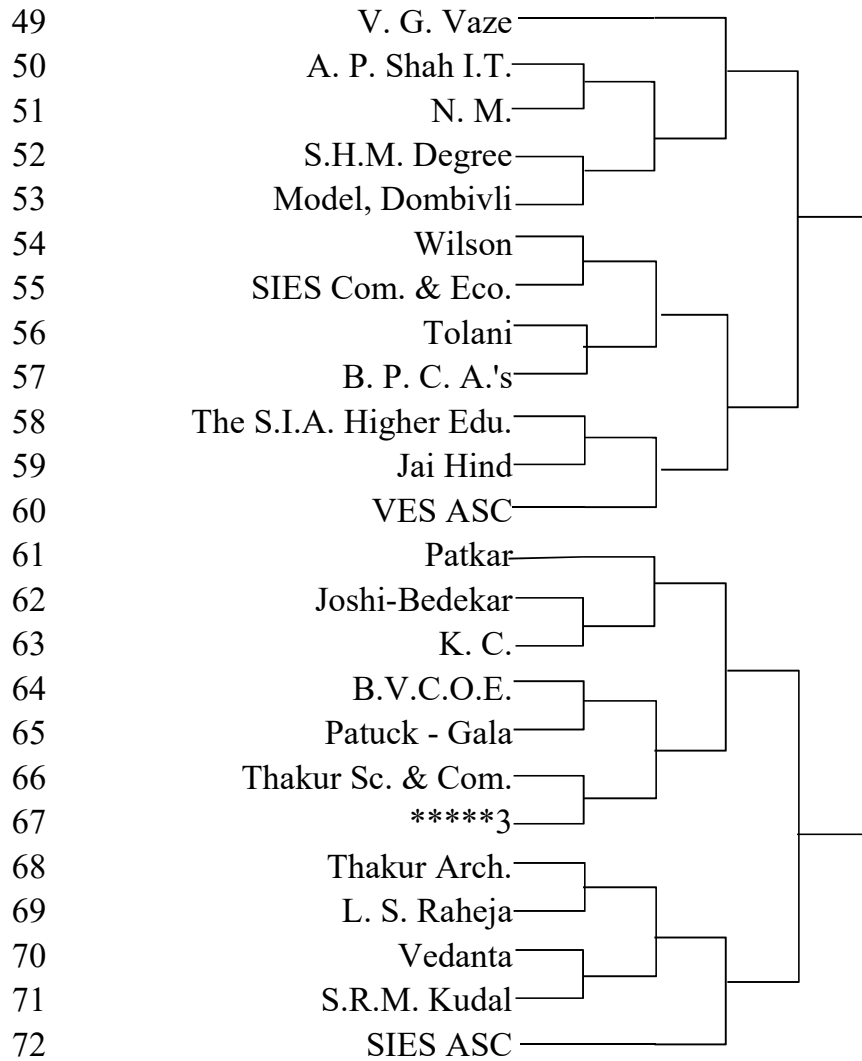 49 V. G. Vaze
50 A. P. Shah I.T.
51 N. M.
52 S.H.M. Degree
53 Model, Dombivli
54 Wilson
55 SIES Com. & Eco.
56 Tolani
57 B. P. C. A.'s
58 The S.I.A. Higher Edu.
59 Jai Hind
60 VES ASC
61 Patkar
62 Joshi-Bedekar
63 K. C.
64 B.V.C.O.E.
65 Patuck - Gala
66 Thakur Sc. & Com.
67 *****3
68 Thakur Arch.
69 L. S. Raheja
70 Vedanta
71 S.R.M. Kudal
72 SIES ASC